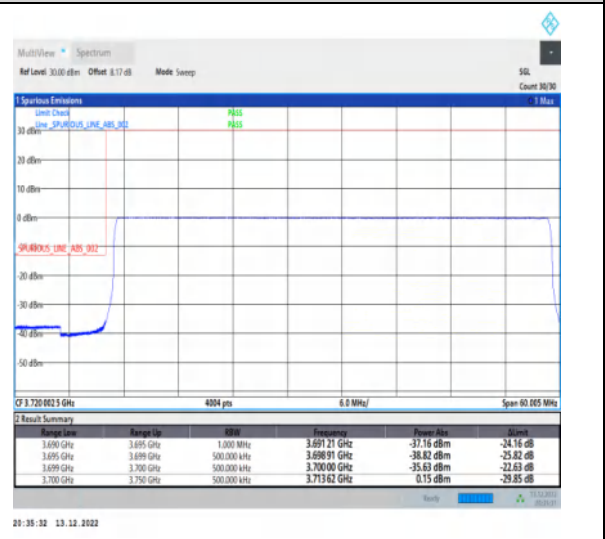 MultiView Spectrum
Ref Level 30.00 dBm Offset 8.17 dB Mode Sweep SGL
Count 30/30
1 Spurious Emissions 1 Max
Limit Check PASS
Line _SPURIOUS_LINE_ABS_002 PASS
30 dBm
20 dBm
10 dBm
0 dBm
_SPURIOUS_LINE_ABS_002
-20 dBm
-30 dBm
-40 dBm
-50 dBm
CF 3.720 002 5 GHz 4004 pts 6.0 MHz/ Span 60.005 MHz
2 Result Summary
Range Low Range Up RBW Frequency Power Abs ΔLimit
3.690 GHz 3.695 GHz 1.000 MHz 3.691 21 GHz -37.16 dBm -24.16 dB
3.695 GHz 3.699 GHz 500.000 kHz 3.698 91 GHz -38.82 dBm -25.82 dB
3.699 GHz 3.700 GHz 500.000 kHz 3.700 00 GHz -35.63 dBm -22.63 dB
3.700 GHz 3.750 GHz 500.000 kHz 3.713 62 GHz 0.15 dBm -29.85 dB
Ready 13.12.2022
20:35:32 13.12.2022